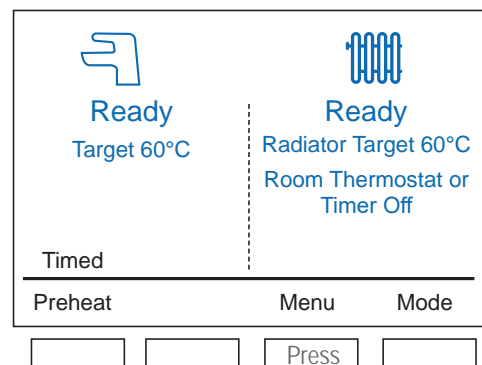 Ready
Target 60°C
Ready
Radiator Target 60°C
Room Thermostat or
Timer Off
Timed
Preheat Menu Mode
Press